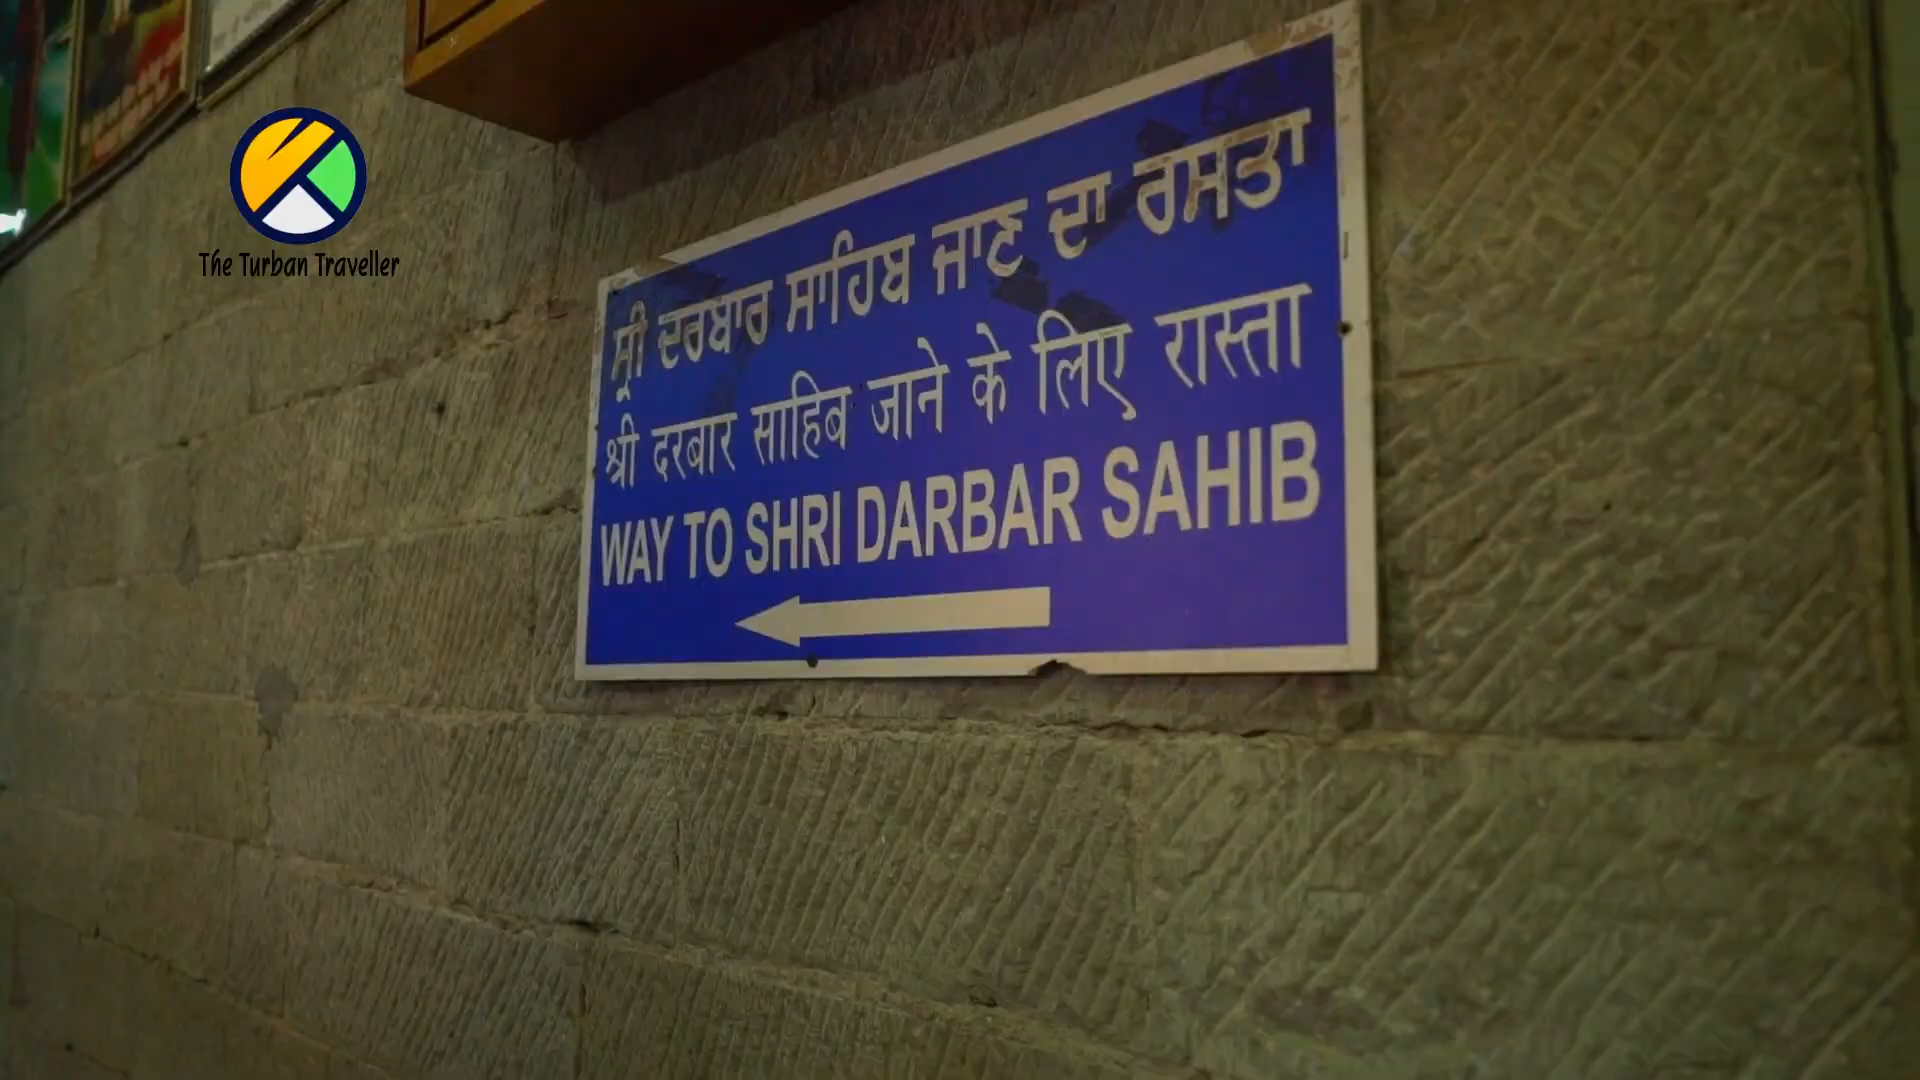 The Turban Traveller
ਸ੍ਰੀ ਦਰਬਾਰ ਸਾਹਿਬ ਜਾਣ ਦਾ ਰਸਤਾ
श्री दरबार साहिब जाने के लिए रास्ता
WAY TO SHRI DARBAR SAHIB